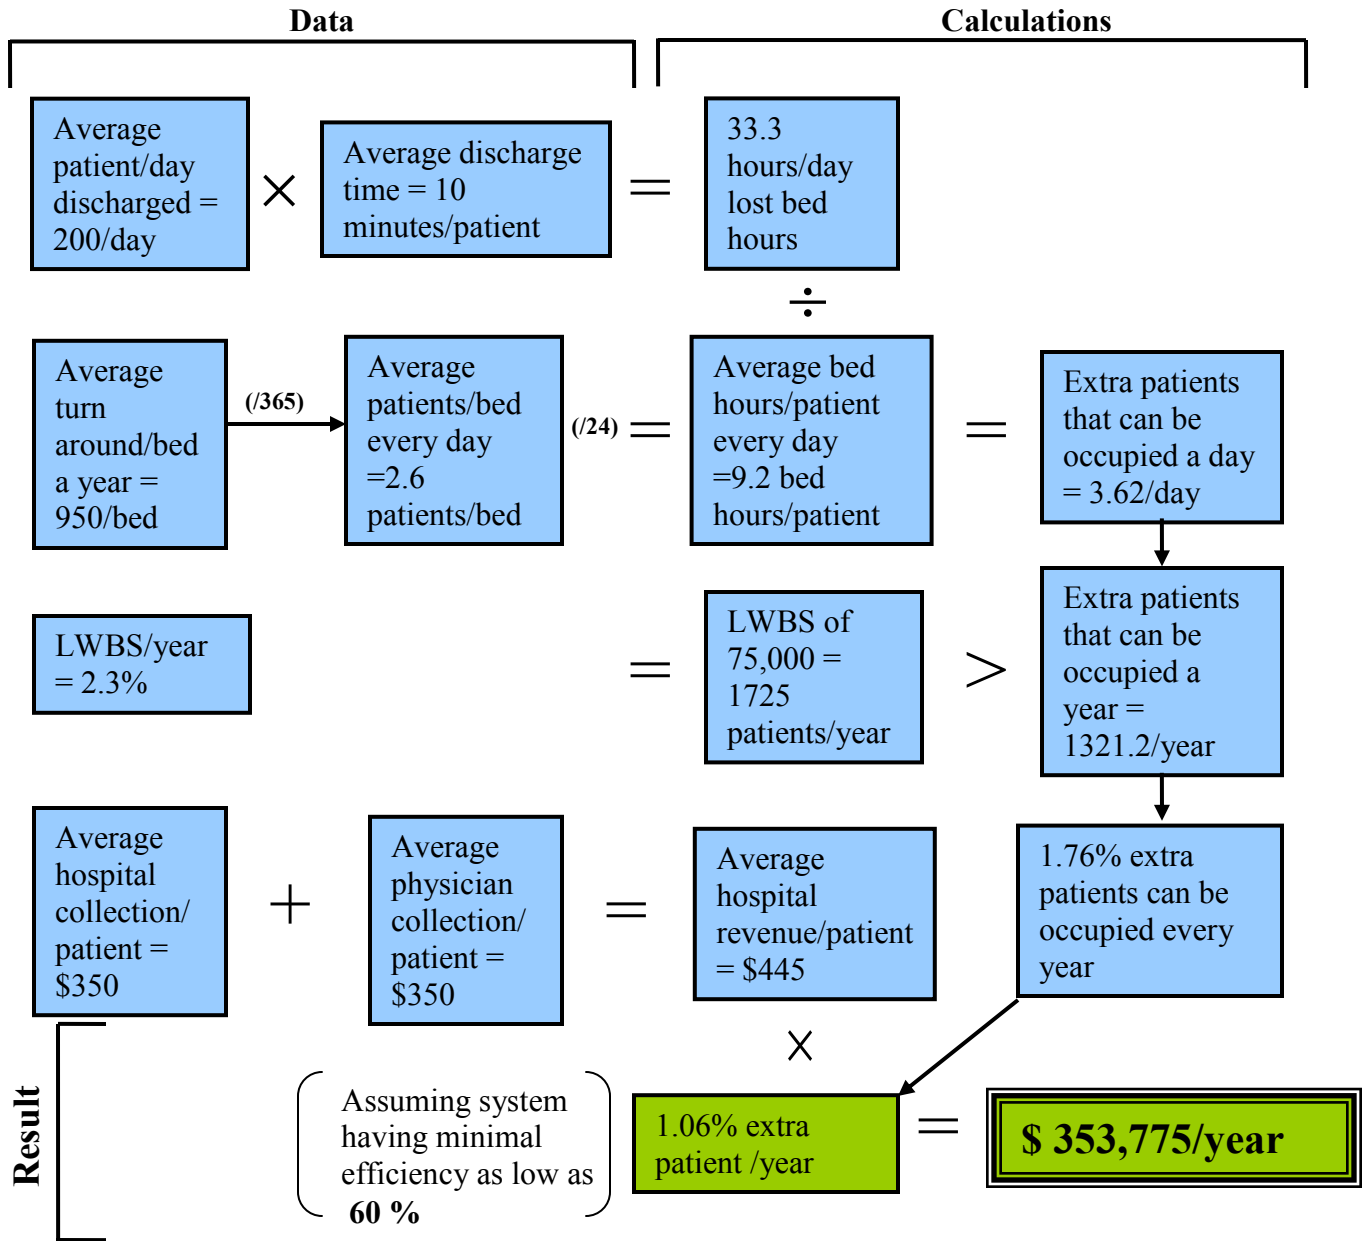 Data
Calculations
Average
patient/day
discharged =
200/day
×
Average discharge
time = 10
minutes/patient
=
33.3
hours/day
lost bed
hours
÷
Average
turn
around/bed
a year =
950/bed
(/365)
Average
patients/bed
every day
=2.6
patients/bed
(/24)
=
Average bed
hours/patient
every day
=9.2 bed
hours/patient
=
Extra patients
that can be
occupied a day
= 3.62/day
LWBS/year
= 2.3%
=
LWBS of
75,000 =
1725
patients/year
>
Extra patients
that can be
occupied a
year =
1321.2/year
Average
hospital
collection/
patient =
$350
+
Average
physician
collection/
patient =
$350
=
Average
hospital
revenue/patient
= $445
1.76% extra
patients can be
occupied every
year
×
Result
Assuming system
having minimal
efficiency as low as
60 %
1.06% extra
patient /year
=
$ 353,775/year